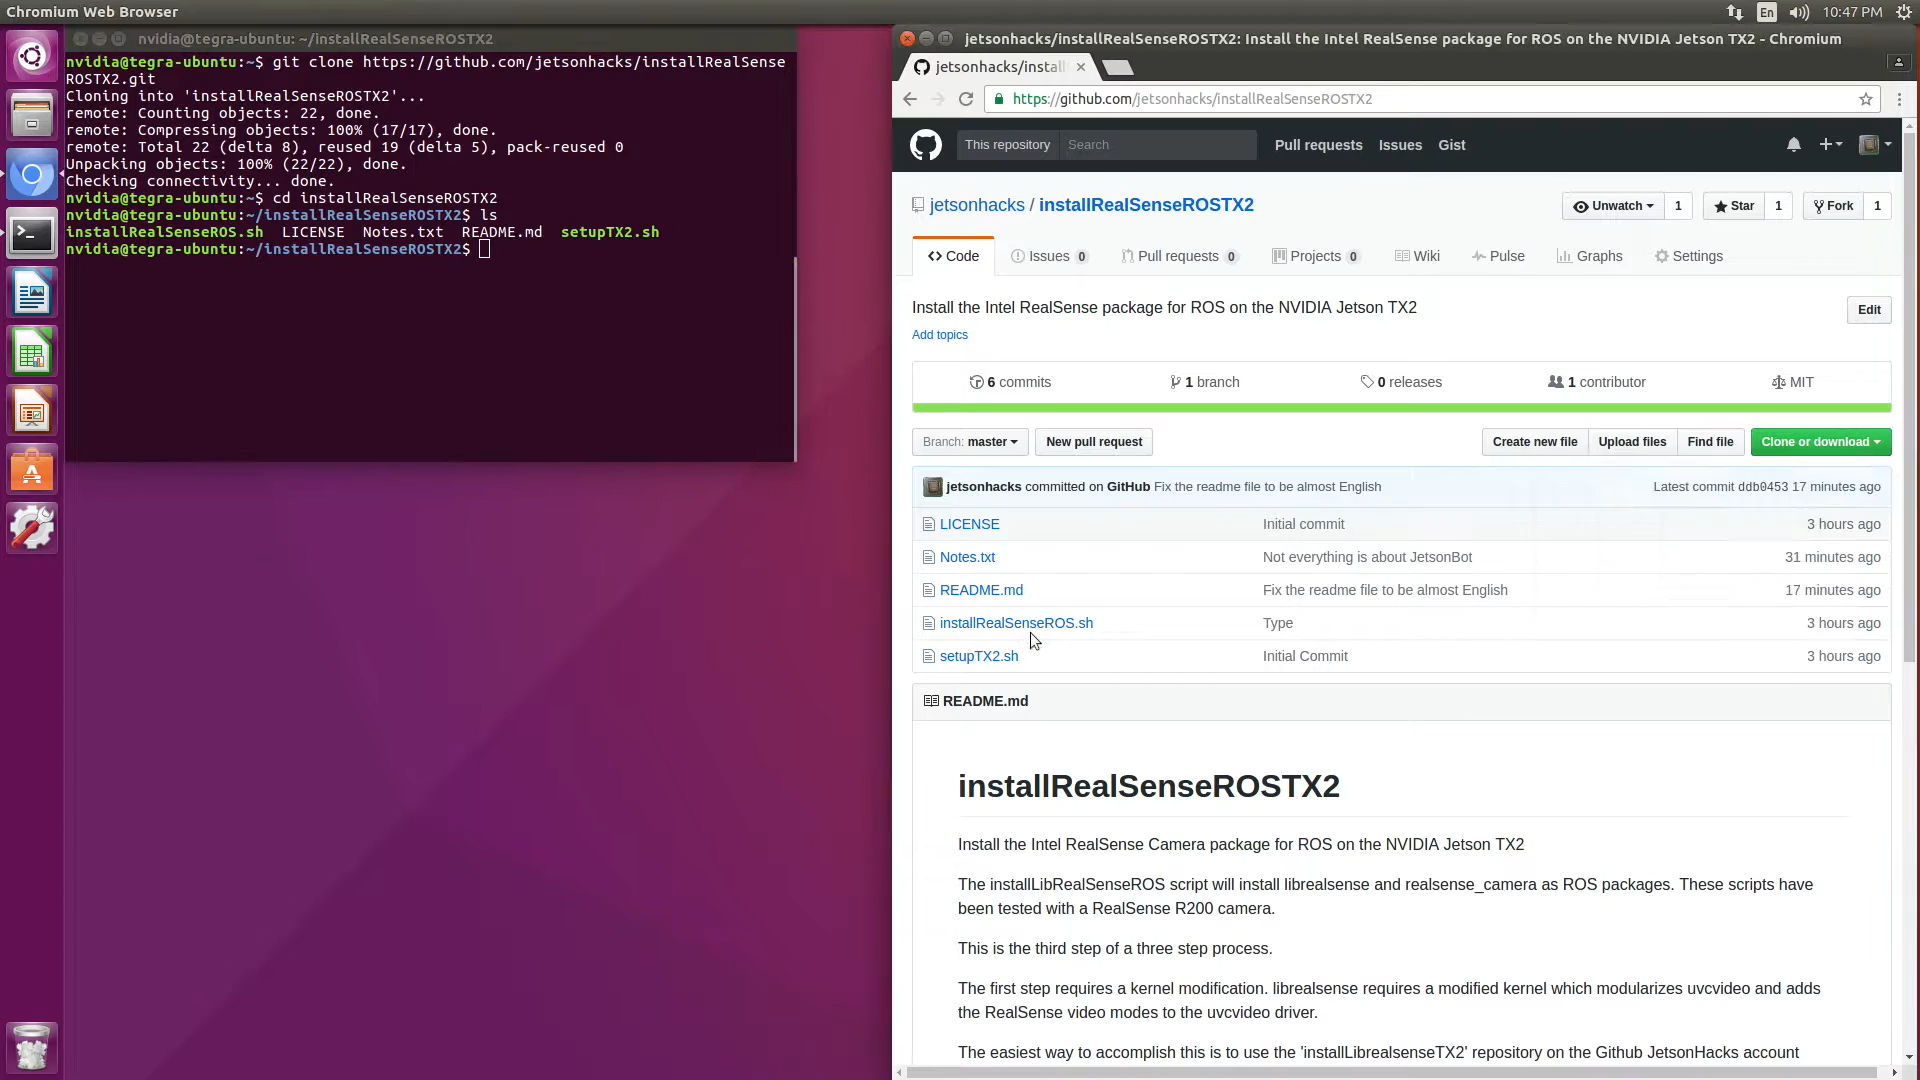 Chromium Web Browser
En
10:47 PM
nvidia@tegra-ubuntu: ~/installRealSenseROSTX2
nvidia@tegra-ubuntu:~$ git clone https://github.com/jetsonhacks/installRealSense
ROSTX2.git
Cloning into 'installRealSenseROSTX2'...
remote: Counting objects: 22, done.
remote: Compressing objects: 100% (17/17), done.
remote: Total 22 (delta 8), reused 19 (delta 5), pack-reused 0
Unpacking objects: 100% (22/22), done.
Checking connectivity... done.
nvidia@tegra-ubuntu:~$ cd installRealSenseROSTX2
nvidia@tegra-ubuntu:~/installRealSenseROSTX2$ ls
installRealSenseROS.sh LICENSE Notes.txt README.md setupTX2.sh
nvidia@tegra-ubuntu:~/installRealSenseROSTX2$
jetsonhacks/installRealSenseROSTX2: Install the Intel RealSense package for ROS on the NVIDIA Jetson TX2 - Chromium
jetsonhacks/install
https://github.com/jetsonhacks/installRealSenseROSTX2
This repository Search Pull requests Issues Gist
jetsonhacks / installRealSenseROSTX2 Unwatch 1 Star 1 Fork 1
<> Code Issues 0 Pull requests 0 Projects 0 Wiki Pulse Graphs Settings
Install the Intel RealSense package for ROS on the NVIDIA Jetson TX2 Edit
Add topics
6 commits 1 branch 0 releases 1 contributor MIT
Branch: master New pull request Create new file Upload files Find file Clone or download
jetsonhacks committed on GitHub Fix the readme file to be almost English Latest commit ddb0453 17 minutes ago
LICENSE Initial commit 3 hours ago
Notes.txt Not everything is about JetsonBot 31 minutes ago
README.md Fix the readme file to be almost English 17 minutes ago
installRealSenseROS.sh Type 3 hours ago
setupTX2.sh Initial Commit 3 hours ago
README.md
installRealSenseROSTX2
Install the Intel RealSense Camera package for ROS on the NVIDIA Jetson TX2
The installLibRealSenseROS script will install librealsense and realsense_camera as ROS packages. These scripts have
been tested with a RealSense R200 camera.
This is the third step of a three step process.
The first step requires a kernel modification. librealsense requires a modified kernel which modularizes uvcvideo and adds
the RealSense video modes to the uvcvideo driver.
The easiest way to accomplish this is to use the 'installLibrealsenseTX2' repository on the Github JetsonHacks account